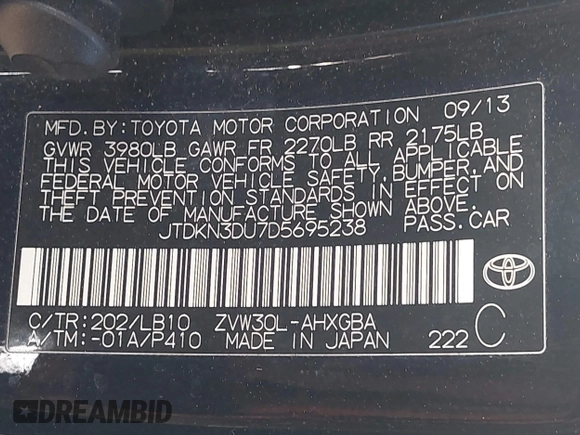 MFD. BY: TOYOTA MOTOR CORPORATION 09/13
GVWR 3980LB GAWR FR 2270LB RR 2175LB
THIS VEHICLE CONFORMS TO ALL APPLICABLE
FEDERAL MOTOR VEHICLE SAFETY, BUMPER, AND
THEFT PREVENTION STANDARDS IN EFFECT ON
THE DATE OF MANUFACTURE SHOWN ABOVE.
JTDKN3DU7D5695238 PASS. CAR
C/TR: 202/LB10 ZVW30L-AHXGBA
A/TM: -01A/P410 MADE IN JAPAN 222 C
DREAMBID